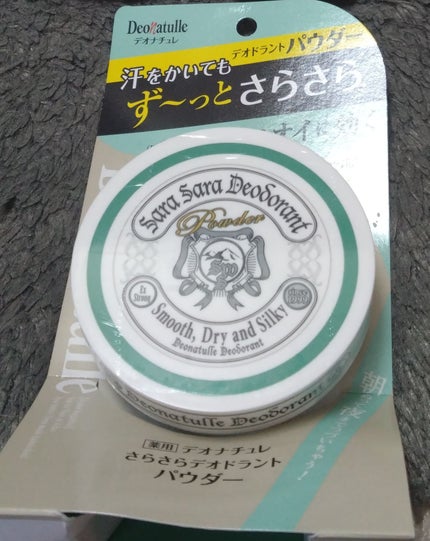 Deonatulle
デオナチュレ
デオドラントパウダー
汗をかいても
ず〜っとさらさら
Sara Sara Deodorant
Powder
Ex
Strong
Since
1999
Smooth, Dry and Silky
Deonatulle Deodorant
Deonatulle Deodorant
薬用 デオナチュレ
さらさらデオドラント
パウダー